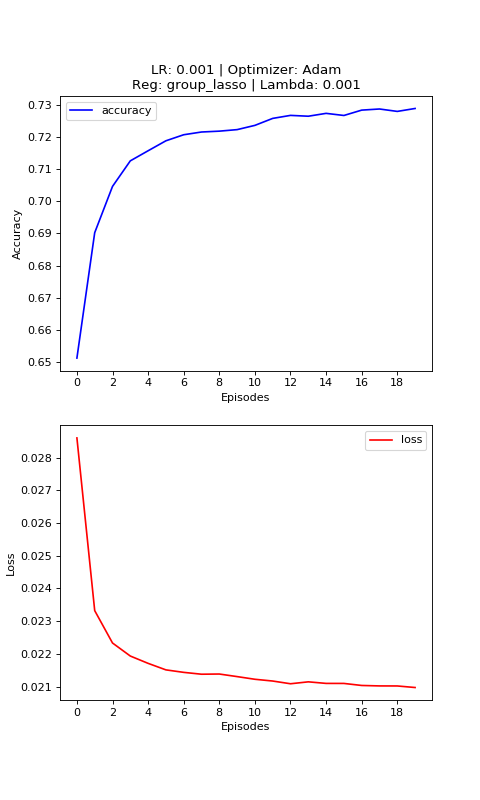 LR: 0.001 | Optimizer: Adam
Reg: group_lasso | Lambda: 0.001
accuracy
0.73
0.72
0.71
0.70
0.69
0.68
0.67
0.66
0.65
Accuracy
0 2 4 6 8 10 12 14 16 18
Episodes
loss
0.028
0.027
0.026
0.025
0.024
0.023
0.022
0.021
Loss
0 2 4 6 8 10 12 14 16 18
Episodes